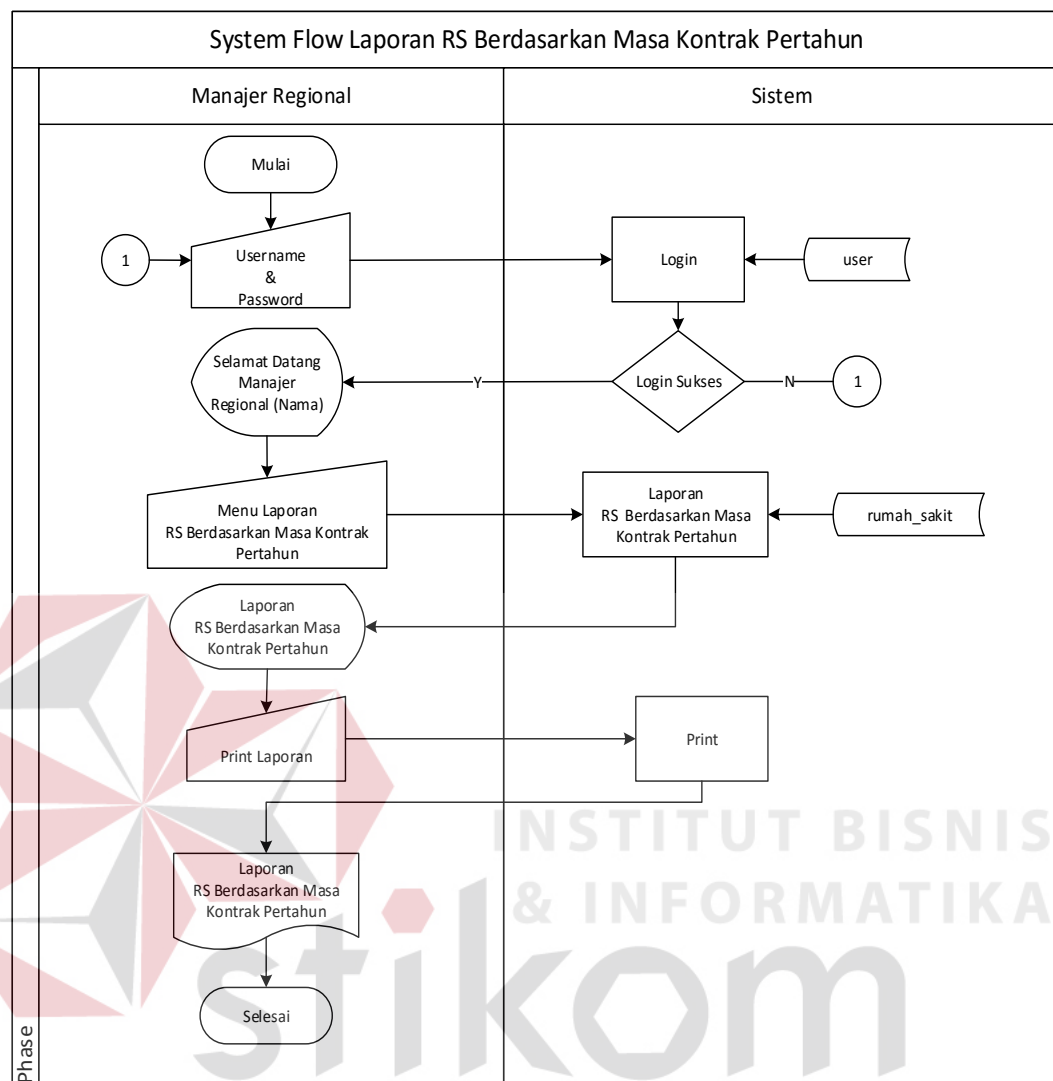 System Flow Laporan RS Berdasarkan Masa Kontrak Pertahun
Manajer Regional
Sistem
Mulai
1
Username
&
Password
Login
user
Selamat Datang
Manajer
Regional (Nama)
Y
Login Sukses
N
1
Menu Laporan
RS Berdasarkan Masa Kontrak
Pertahun
Laporan
RS Berdasarkan Masa
Kontrak Pertahun
rumah_sakit
Laporan
RS Berdasarkan Masa
Kontrak Pertahun
Print Laporan
Print
Laporan
RS Berdasarkan Masa
Kontrak Pertahun
Selesai
Phase
INSTITUT BISNIS
& INFORMATIKA
stikom